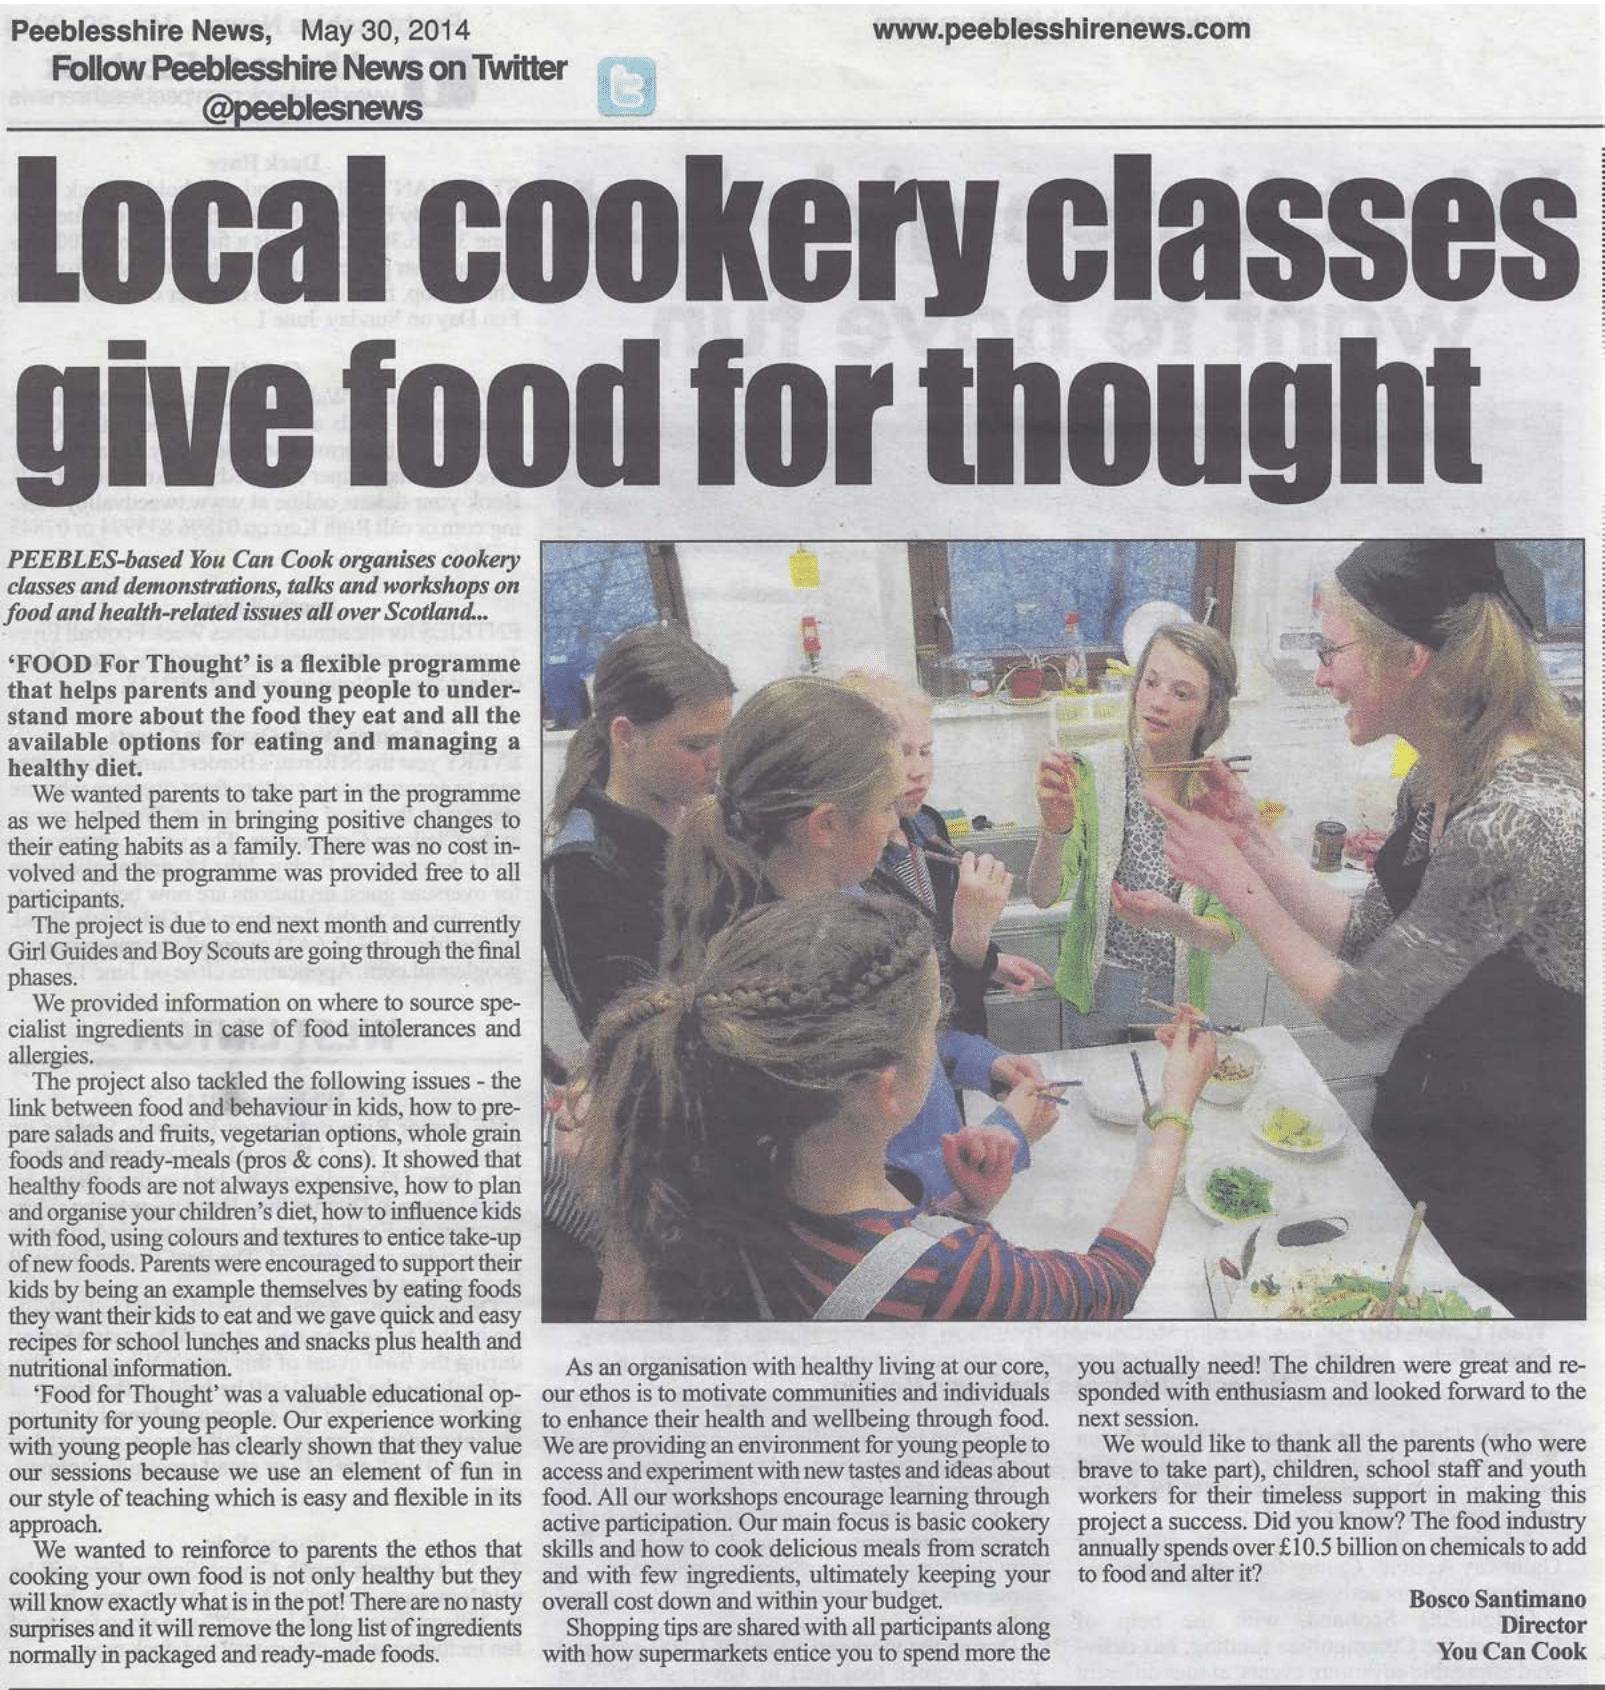 Peeblesshire News, May 30, 2014
www.peeblesshirenews.com
Follow Peeblesshire News on Twitter
@peeblesnews
Local cookery classes
give food for thought
PEEBLES-based You Can Cook organises cookery
classes and demonstrations, talks and workshops on
food and health-related issues all over Scotland...
‘FOOD For Thought’ is a flexible programme
that helps parents and young people to under-
stand more about the food they eat and all the
available options for eating and managing a
healthy diet.
We wanted parents to take part in the programme
as we helped them in bringing positive changes to
their eating habits as a family. There was no cost in-
volved and the programme was provided free to all
participants.
The project is due to end next month and currently
Girl Guides and Boy Scouts are going through the final
phases.
We provided information on where to source spe-
cialist ingredients in case of food intolerances and
allergies.
The project also tackled the following issues - the
link between food and behaviour in kids, how to pre-
pare salads and fruits, vegetarian options, whole grain
foods and ready-meals (pros & cons). It showed that
healthy foods are not always expensive, how to plan
and organise your children’s diet, how to influence kids
with food, using colours and textures to entice take-up
of new foods. Parents were encouraged to support their
kids by being an example themselves by eating foods
they want their kids to eat and we gave quick and easy
recipes for school lunches and snacks plus health and
nutritional information.
‘Food for Thought’ was a valuable educational op-
portunity for young people. Our experience working
with young people has clearly shown that they value
our sessions because we use an element of fun in
our style of teaching which is easy and flexible in its
approach.
We wanted to reinforce to parents the ethos that
cooking your own food is not only healthy but they
will know exactly what is in the pot! There are no nasty
surprises and it will remove the long list of ingredients
normally in packaged and ready-made foods.
As an organisation with healthy living at our core,
our ethos is to motivate communities and individuals
to enhance their health and wellbeing through food.
We are providing an environment for young people to
access and experiment with new tastes and ideas about
food. All our workshops encourage learning through
active participation. Our main focus is basic cookery
skills and how to cook delicious meals from scratch
and with few ingredients, ultimately keeping your
overall cost down and within your budget.
Shopping tips are shared with all participants along
with how supermarkets entice you to spend more the
you actually need! The children were great and re-
sponded with enthusiasm and looked forward to the
next session.
We would like to thank all the parents (who were
brave to take part), children, school staff and youth
workers for their timeless support in making this
project a success. Did you know? The food industry
annually spends over £10.5 billion on chemicals to add
to food and alter it?
Bosco Santimano
Director
You Can Cook